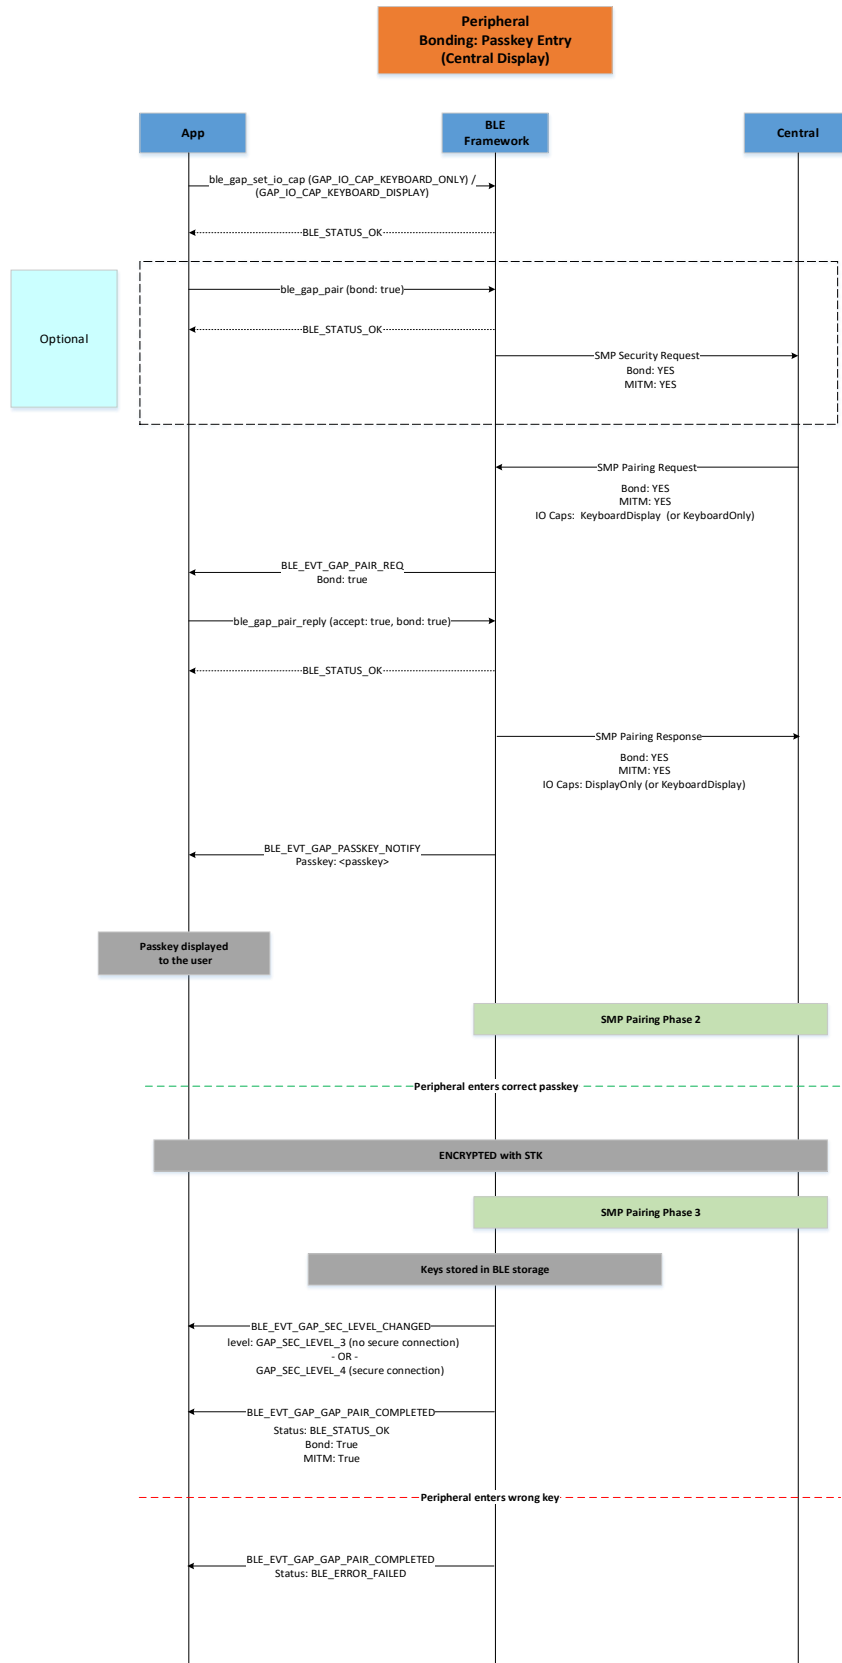 Peripheral
Bonding: Passkey Entry
(Central Display)
App
BLE
Framework
Central
ble_gap_set_io_cap (GAP_IO_CAP_KEYBOARD_ONLY) /
(GAP_IO_CAP_KEYBOARD_DISPLAY)
BLE_STATUS_OK
Optional
ble_gap_pair (bond: true)
BLE_STATUS_OK
SMP Security Request
Bond: YES
MITM: YES
SMP Pairing Request
Bond: YES
MITM: YES
IO Caps: KeyboardDisplay (or KeyboardOnly)
BLE_EVT_GAP_PAIR_REQ
Bond: true
ble_gap_pair_reply (accept: true, bond: true)
BLE_STATUS_OK
SMP Pairing Response
Bond: YES
MITM: YES
IO Caps: DisplayOnly (or KeyboardDisplay)
BLE_EVT_GAP_PASSKEY_NOTIFY
Passkey: <passkey>
Passkey displayed
to the user
SMP Pairing Phase 2
Peripheral enters correct passkey
ENCRYPTED with STK
SMP Pairing Phase 3
Keys stored in BLE storage
BLE_EVT_GAP_SEC_LEVEL_CHANGED
level: GAP_SEC_LEVEL_3 (no secure connection)
- OR -
GAP_SEC_LEVEL_4 (secure connection)
BLE_EVT_GAP_GAP_PAIR_COMPLETED
Status: BLE_STATUS_OK
Bond: True
MITM: True
Peripheral enters wrong key
BLE_EVT_GAP_GAP_PAIR_COMPLETED
Status: BLE_ERROR_FAILED